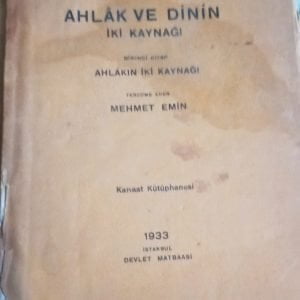 AHLÂK VE DİNİN
İKİ KAYNAĞI
BİRİNCİ KİTAP
AHLAKIN İKİ KAYNAĞI
TERCÜME EDEN
MEHMET EMİN
Kanaat Kütüphanesi
1933
İSTANBUL
DEVLET MATBAASI